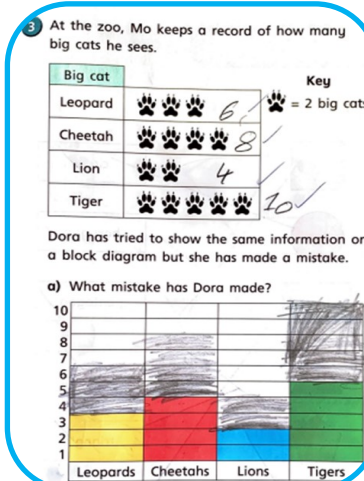 3 At the zoo, Mo keeps a record of how many
big cats he sees.
Big cat
Key
Leopard 6
= 2 big cats
Cheetah 8
Lion 4
Tiger 10
Dora has tried to show the same information on
a block diagram but she has made a mistake.
a) What mistake has Dora made?
10
9
8
7
6
5
4
3
2
1
Leopards Cheetahs Lions Tigers